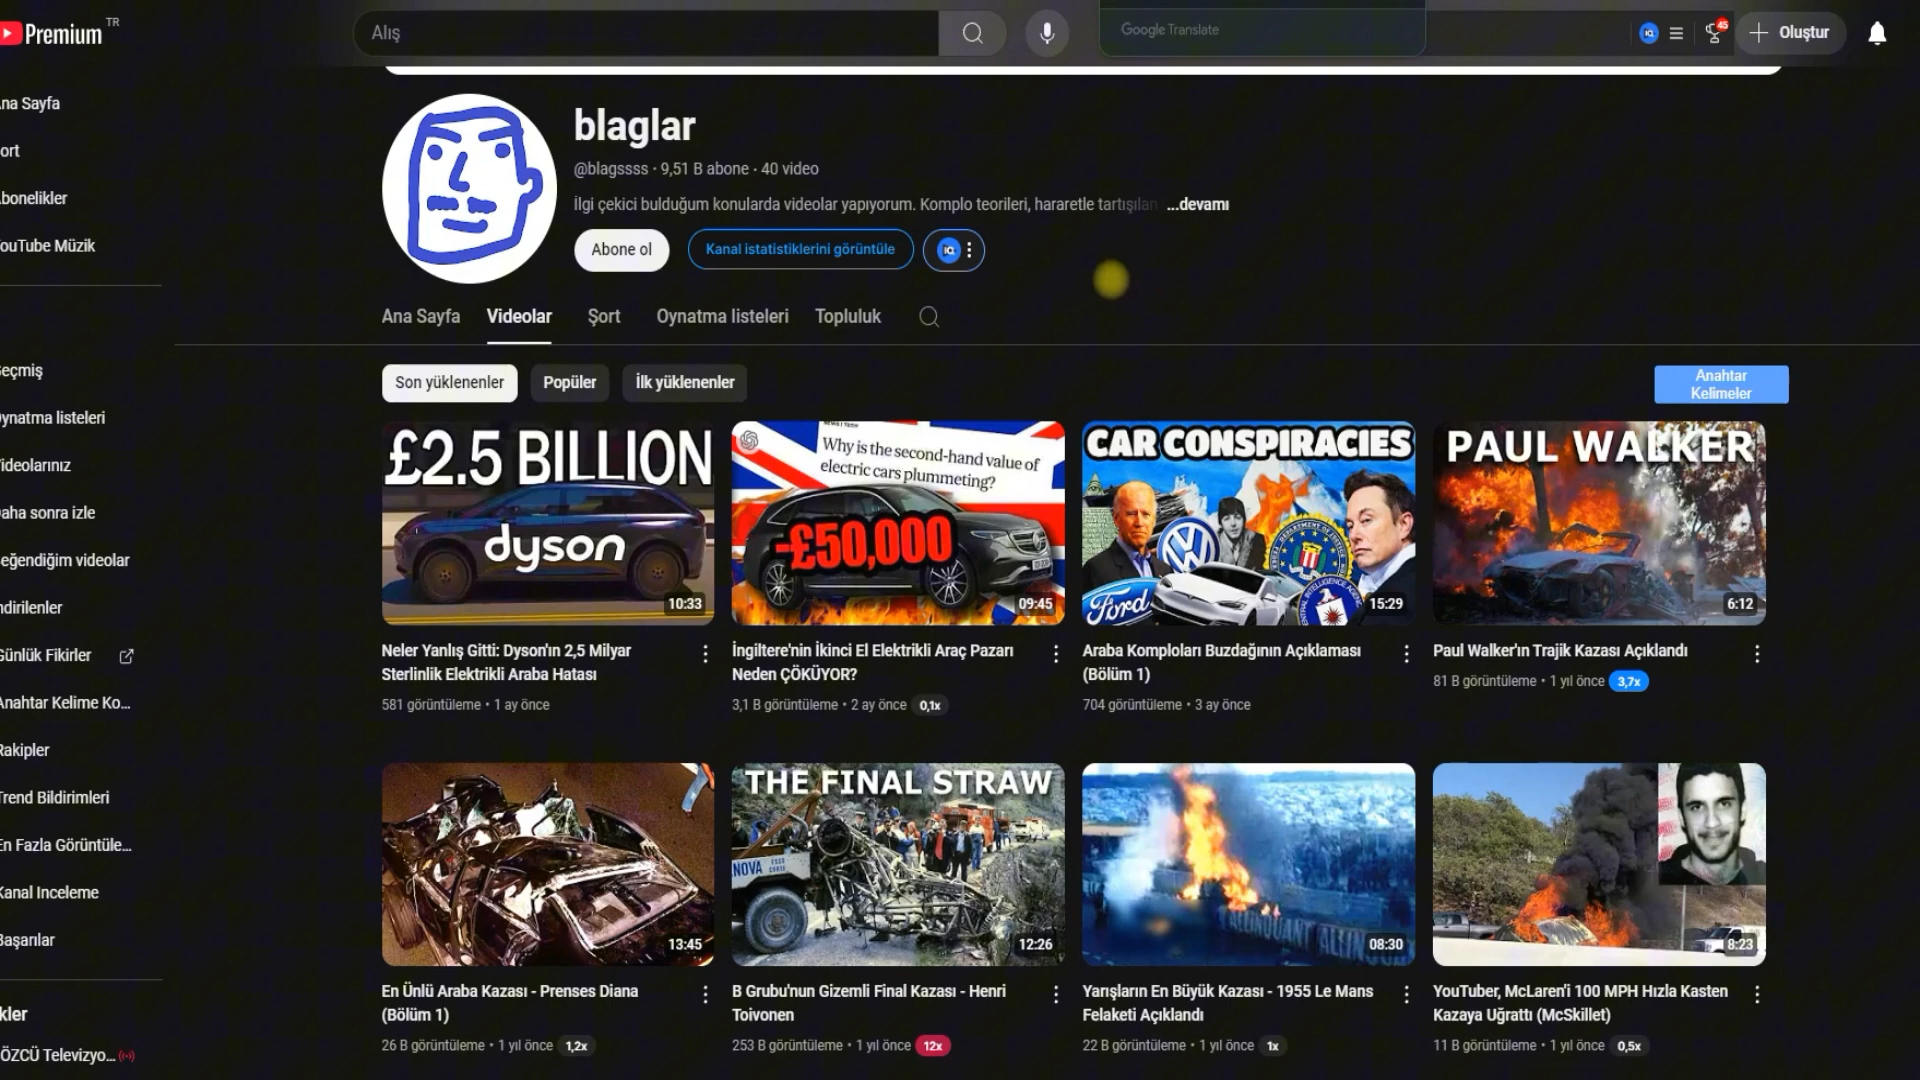 Premium TR
Alış
Google Translate
45
Oluştur
na Sayfa
ort
bonelikler
ouTube Müzik
eçmiş
ynatma listeleri
ideolarınız
aha sonra izle
eğendiğim videolar
ndirilenler
Günlük Fikirler
Anahtar Kelime Ko...
Rakipler
Trend Bildirimleri
En Fazla Görüntüle...
Kanal Inceleme
Başarılar
kler
ÖZCÜ Televizyo...
blaglar
@blagssss · 9,51 B abone · 40 video
İlgi çekici bulduğum konularda videolar yapıyorum. Komplo teorileri, hararetle tartışılan ...devamı
Abone ol
Kanal istatistiklerini görüntüle
Ana Sayfa
Videolar
Şort
Oynatma listeleri
Topluluk
Son yüklenenler
Popüler
İlk yüklenenler
Anahtar
Kelimeler
£2.5 BILLION
dyson
10:33
Neler Yanlış Gitti: Dyson'ın 2,5 Milyar
Sterlinlik Elektrikli Araba Hatası
581 görüntüleme • 1 ay önce
Why is the second-hand value of
electric cars plummeting?
-£50,000
09:45
İngiltere'nin İkinci El Elektrikli Araç Pazarı
Neden ÇÖKÜYOR?
3,1 B görüntüleme • 2 ay önce 0,1x
CAR CONSPIRACIES
Ford
15:29
Araba Komploları Buzdağının Açıklaması
(Bölüm 1)
704 görüntüleme • 3 ay önce
PAUL WALKER
6:12
Paul Walker'ın Trajik Kazası Açıklandı
81 B görüntüleme • 1 yıl önce 3,7x
13:45
En Ünlü Araba Kazası - Prenses Diana
(Bölüm 1)
26 B görüntüleme • 1 yıl önce 1,2x
THE FINAL STRAW
NOVA
12:26
B Grubu'nun Gizemli Final Kazası - Henri
Toivonen
253 B görüntüleme • 1 yıl önce 12x
08:30
Yarışların En Büyük Kazası - 1955 Le Mans
Felaketi Açıklandı
22 B görüntüleme • 1 yıl önce 1x
8:23
YouTuber, McLaren'i 100 MPH Hızla Kasten
Kazaya Uğrattı (McSkillet)
11 B görüntüleme • 1 yıl önce 0,5x